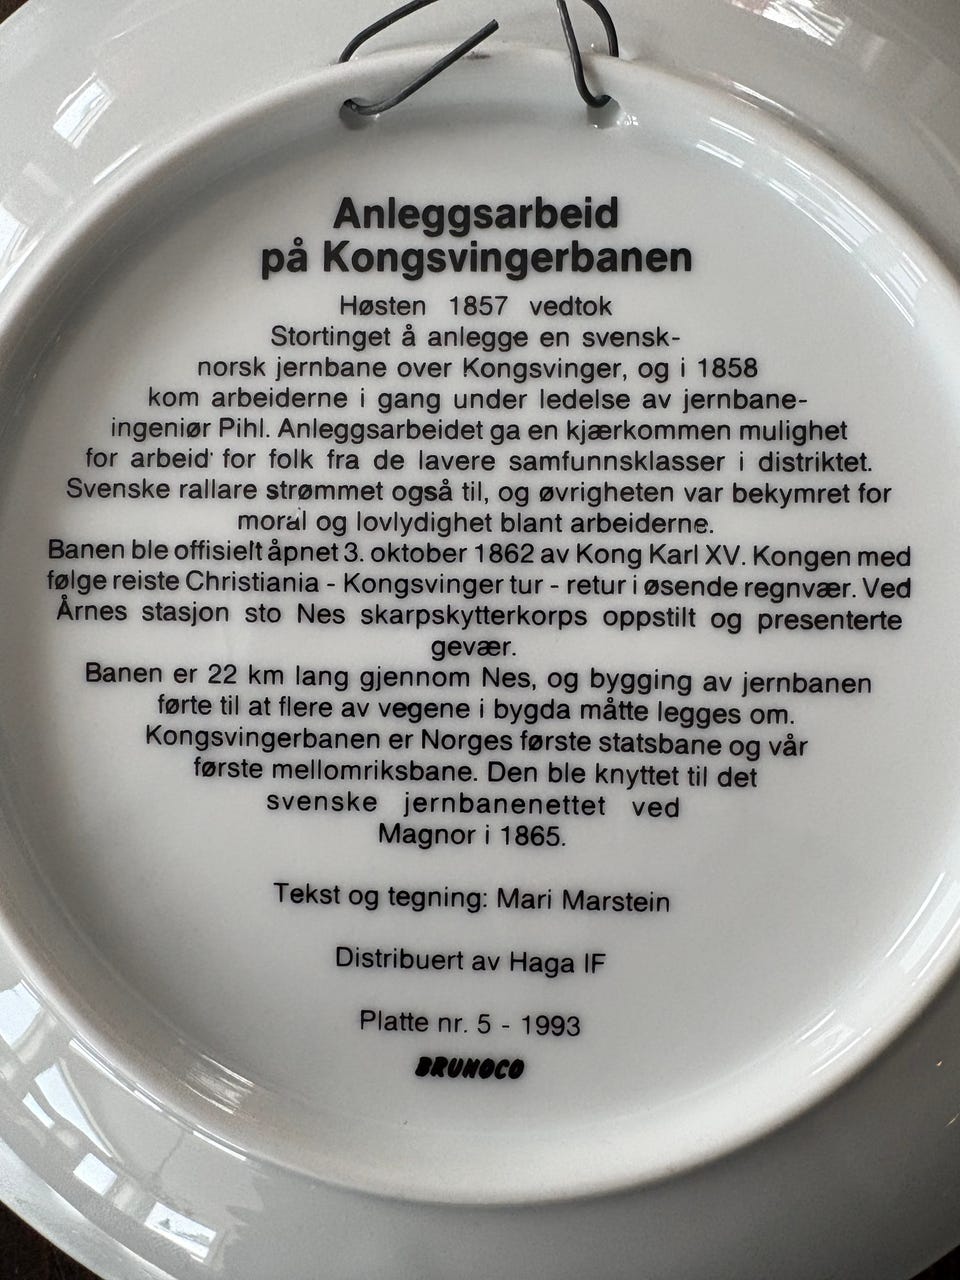 Anleggsarbeid
på Kongsvingerbanen
Høsten 1857 vedtok
Stortinget å anlegge en svensk-
norsk jernbane over Kongsvinger, og i 1858
kom arbeiderne i gang under ledelse av jernbane-
ingeniør Pihl. Anleggsarbeidet ga en kjærkommen mulighet
for arbeid for folk fra de lavere samfunnsklasser i distriktet.
Svenske rallare strømmet også til, og øvrigheten var bekymret for
moral og lovlydighet blant arbeiderne.
Banen ble offisielt åpnet 3. oktober 1862 av Kong Karl XV. Kongen med
følge reiste Christiania - Kongsvinger tur - retur i øsende regnvær. Ved
Årnes stasjon sto Nes skarpskytterkorps oppstilt og presenterte
gevær.
Banen er 22 km lang gjennom Nes, og bygging av jernbanen
førte til at flere av vegene i bygda måtte legges om.
Kongsvingerbanen er Norges første statsbane og vår
første mellomriksbane. Den ble knyttet til det
svenske jernbanenettet ved
Magnor i 1865.
Tekst og tegning: Mari Marstein
Distribuert av Haga IF
Platte nr. 5 - 1993
BRUNOCO